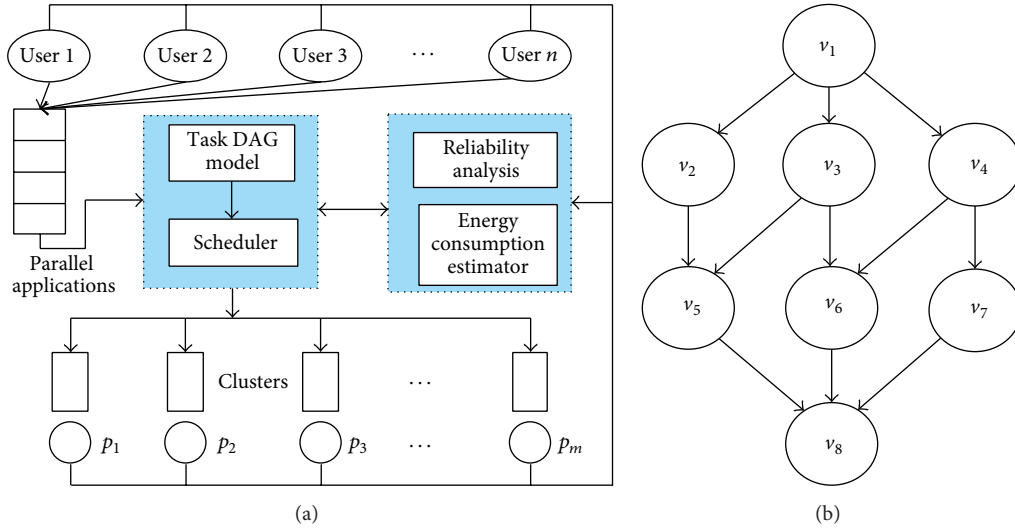 User 1
User 2
User 3
...
User n
Task DAG
model
Scheduler
Reliability
analysis
Energy
consumption
estimator
Parallel
applications
Clusters
...
p1
p2
p3
...
pm
(a)
v1
v2
v3
v4
v5
v6
v7
v8
(b)